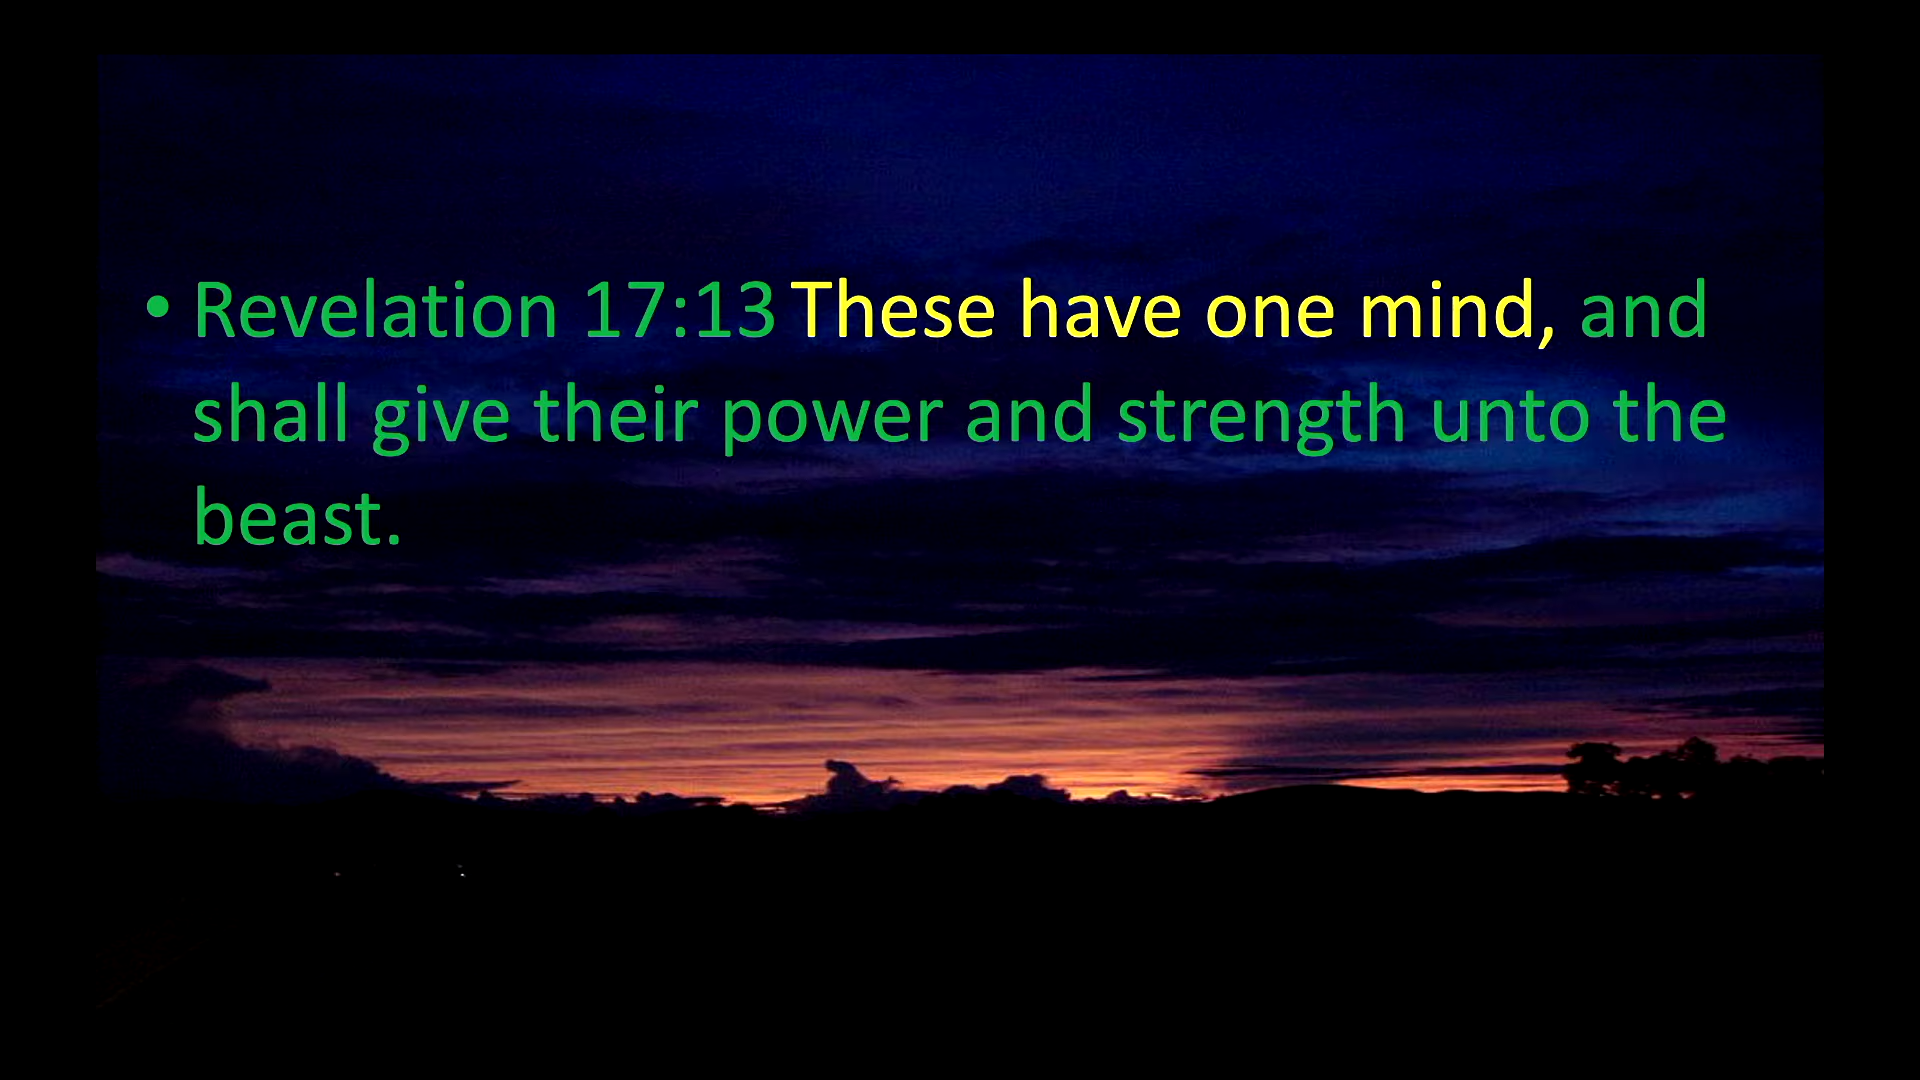 • Revelation 17:13 These have one mind, and
shall give their power and strength unto the
beast.